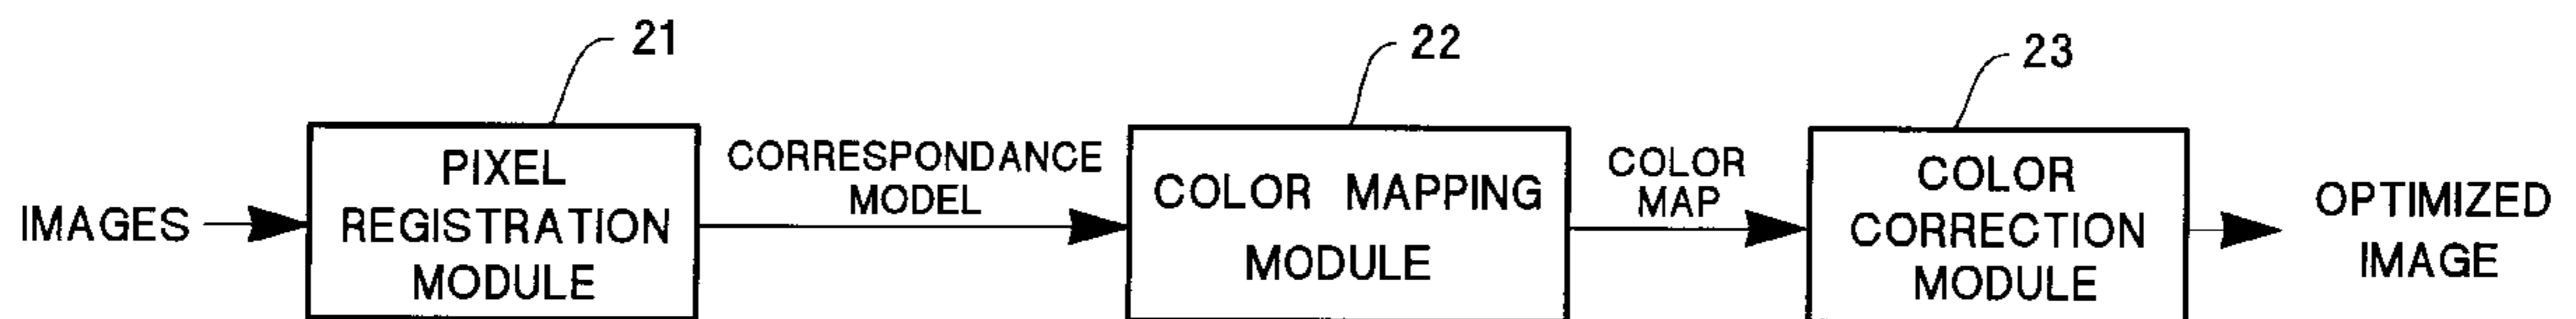 21
22
23
IMAGES
PIXEL
REGISTRATION
MODULE
CORRESPONDANCE
MODEL
COLOR MAPPING
MODULE
COLOR
MAP
COLOR
CORRECTION
MODULE
OPTIMIZED
IMAGE